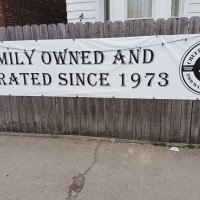 MILY OWNED AND
RATED SINCE 1973